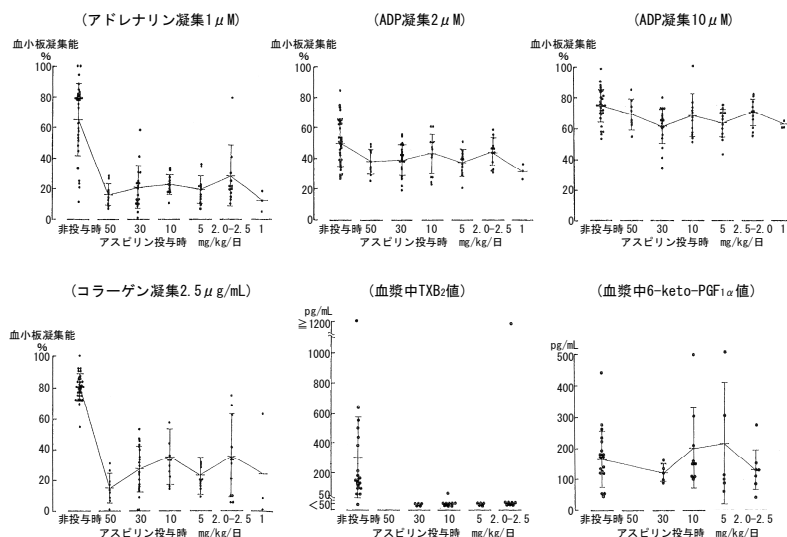 (アドレナリン凝集1μM)
血小板凝集能
%
100
80
60
40
20
0
非投与時 50 30 10 5 2.0-2.5 1
アスピリン投与時 mg/kg/日
(ADP凝集2μM)
血小板凝集能
%
100
80
60
40
20
0
非投与時 50 30 10 5 2.0-2.5 1
アスピリン投与時 mg/kg/日
(ADP凝集10μM)
血小板凝集能
%
100
80
60
40
20
0
非投与時 50 30 10 5 2.5-2.0 1
アスピリン投与時 mg/kg/日
(コラーゲン凝集2.5μg/mL)
血小板凝集能
%
100
80
60
40
20
0
非投与時 50 30 10 5 2.0-2.5 1
アスピリン投与時 mg/kg/日
(血漿中TXB₂値)
pg/mL
≧1200
1000
800
600
400
200
50
<50
非投与時 50 30 10 5 2.0-2.5
アスピリン投与時 mg/kg/日
(血漿中6-keto-PGF₁α値)
pg/mL
500
400
300
200
100
0
非投与時 50 30 10 5 2.0-2.5
アスピリン投与時 mg/kg/日